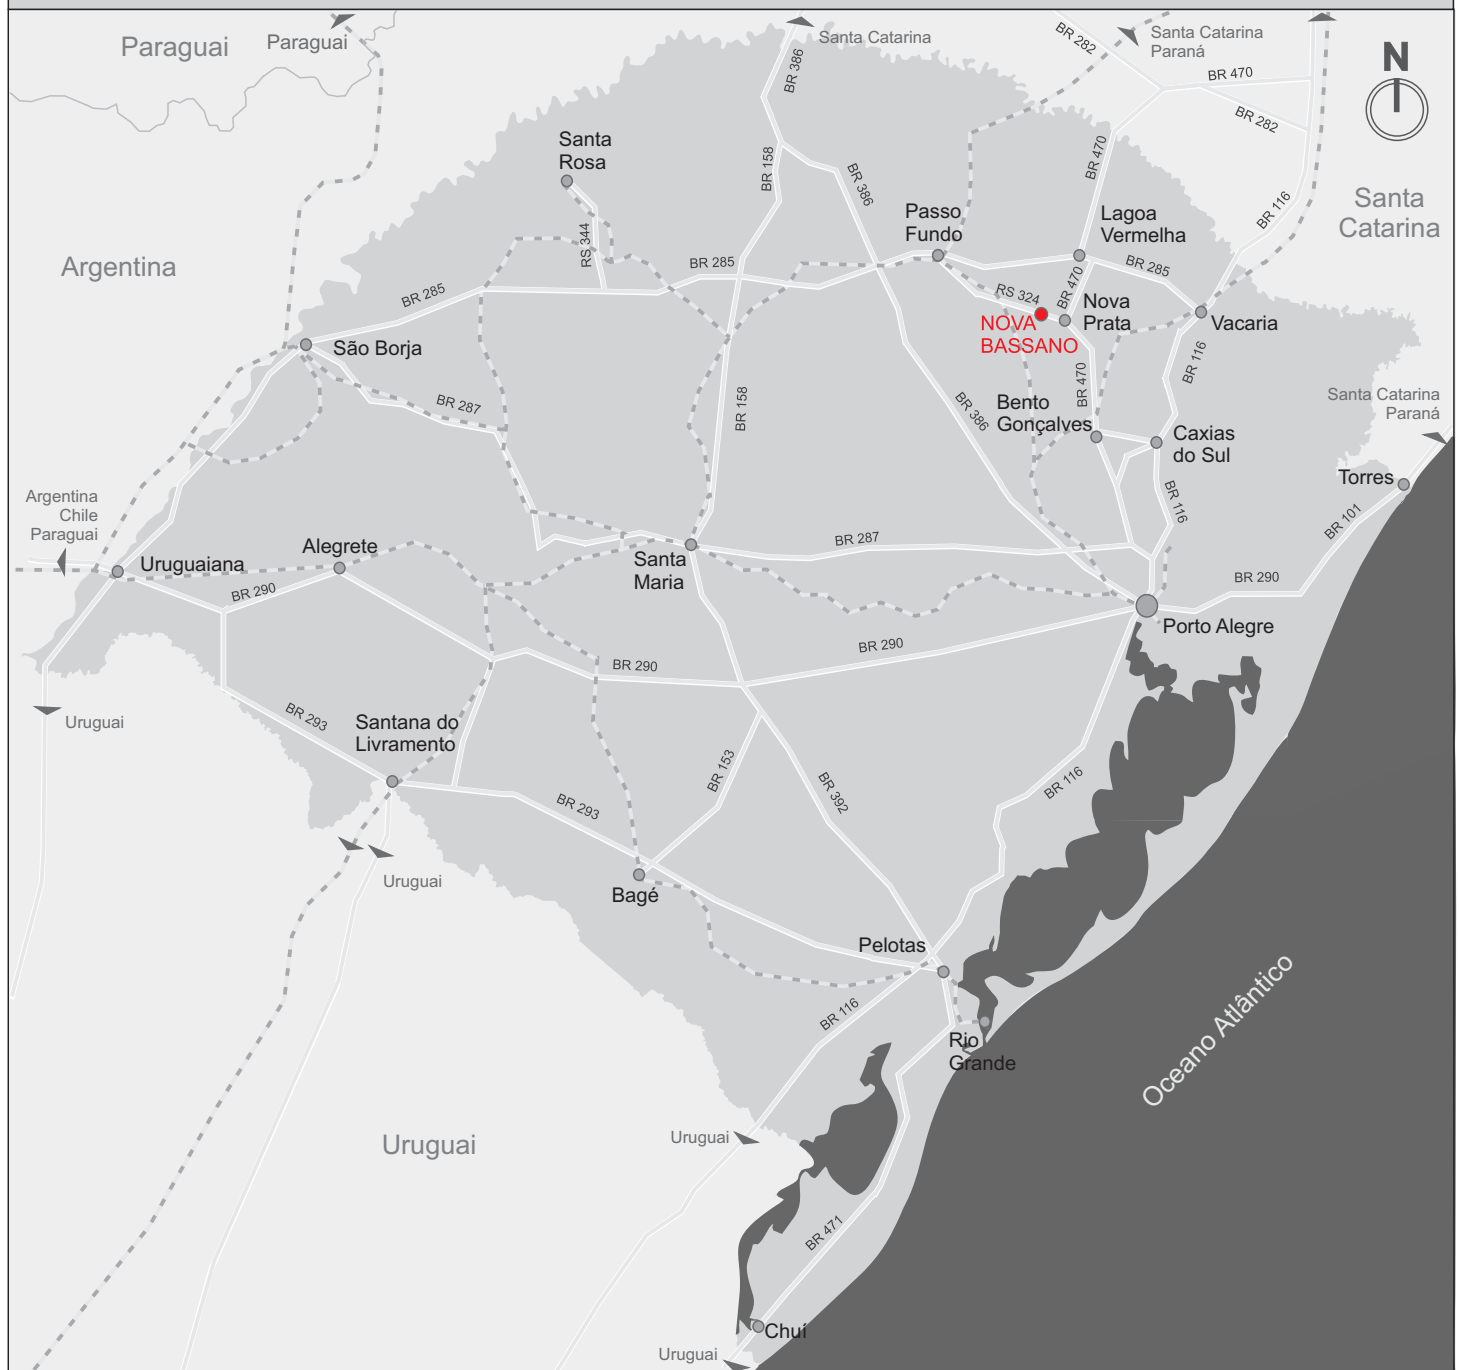 Paraguai
Paraguai
Santa Catarina
BR 386
BR 282
Santa Catarina
Paraná
BR 470
BR 282
N
Santa
Rosa
BR 158
BR 386
BR 470
BR 116
Santa
Catarina
Passo
Fundo
Lagoa
Vermelha
Argentina
RS 344
BR 285
BR 285
BR 285
RS 324
BR 470
Nova
Prata
NOVA
BASSANO
Vacaria
São Borja
BR 116
BR 287
BR 158
BR 386
BR 470
Bento
Gonçalves
Caxias
do Sul
Santa Catarina
Paraná
Torres
BR 116
BR 101
Argentina
Chile
Paraguai
Uruguaiana
Alegrete
Santa
Maria
BR 287
BR 290
BR 290
Porto Alegre
BR 290
BR 290
Uruguai
BR 293
Santana do
Livramento
BR 153
BR 392
BR 116
BR 293
Uruguai
Bagé
Pelotas
BR 116
Rio
Grande
Oceano Atlântico
Uruguai
Uruguai
BR 471
Chuí
Uruguai